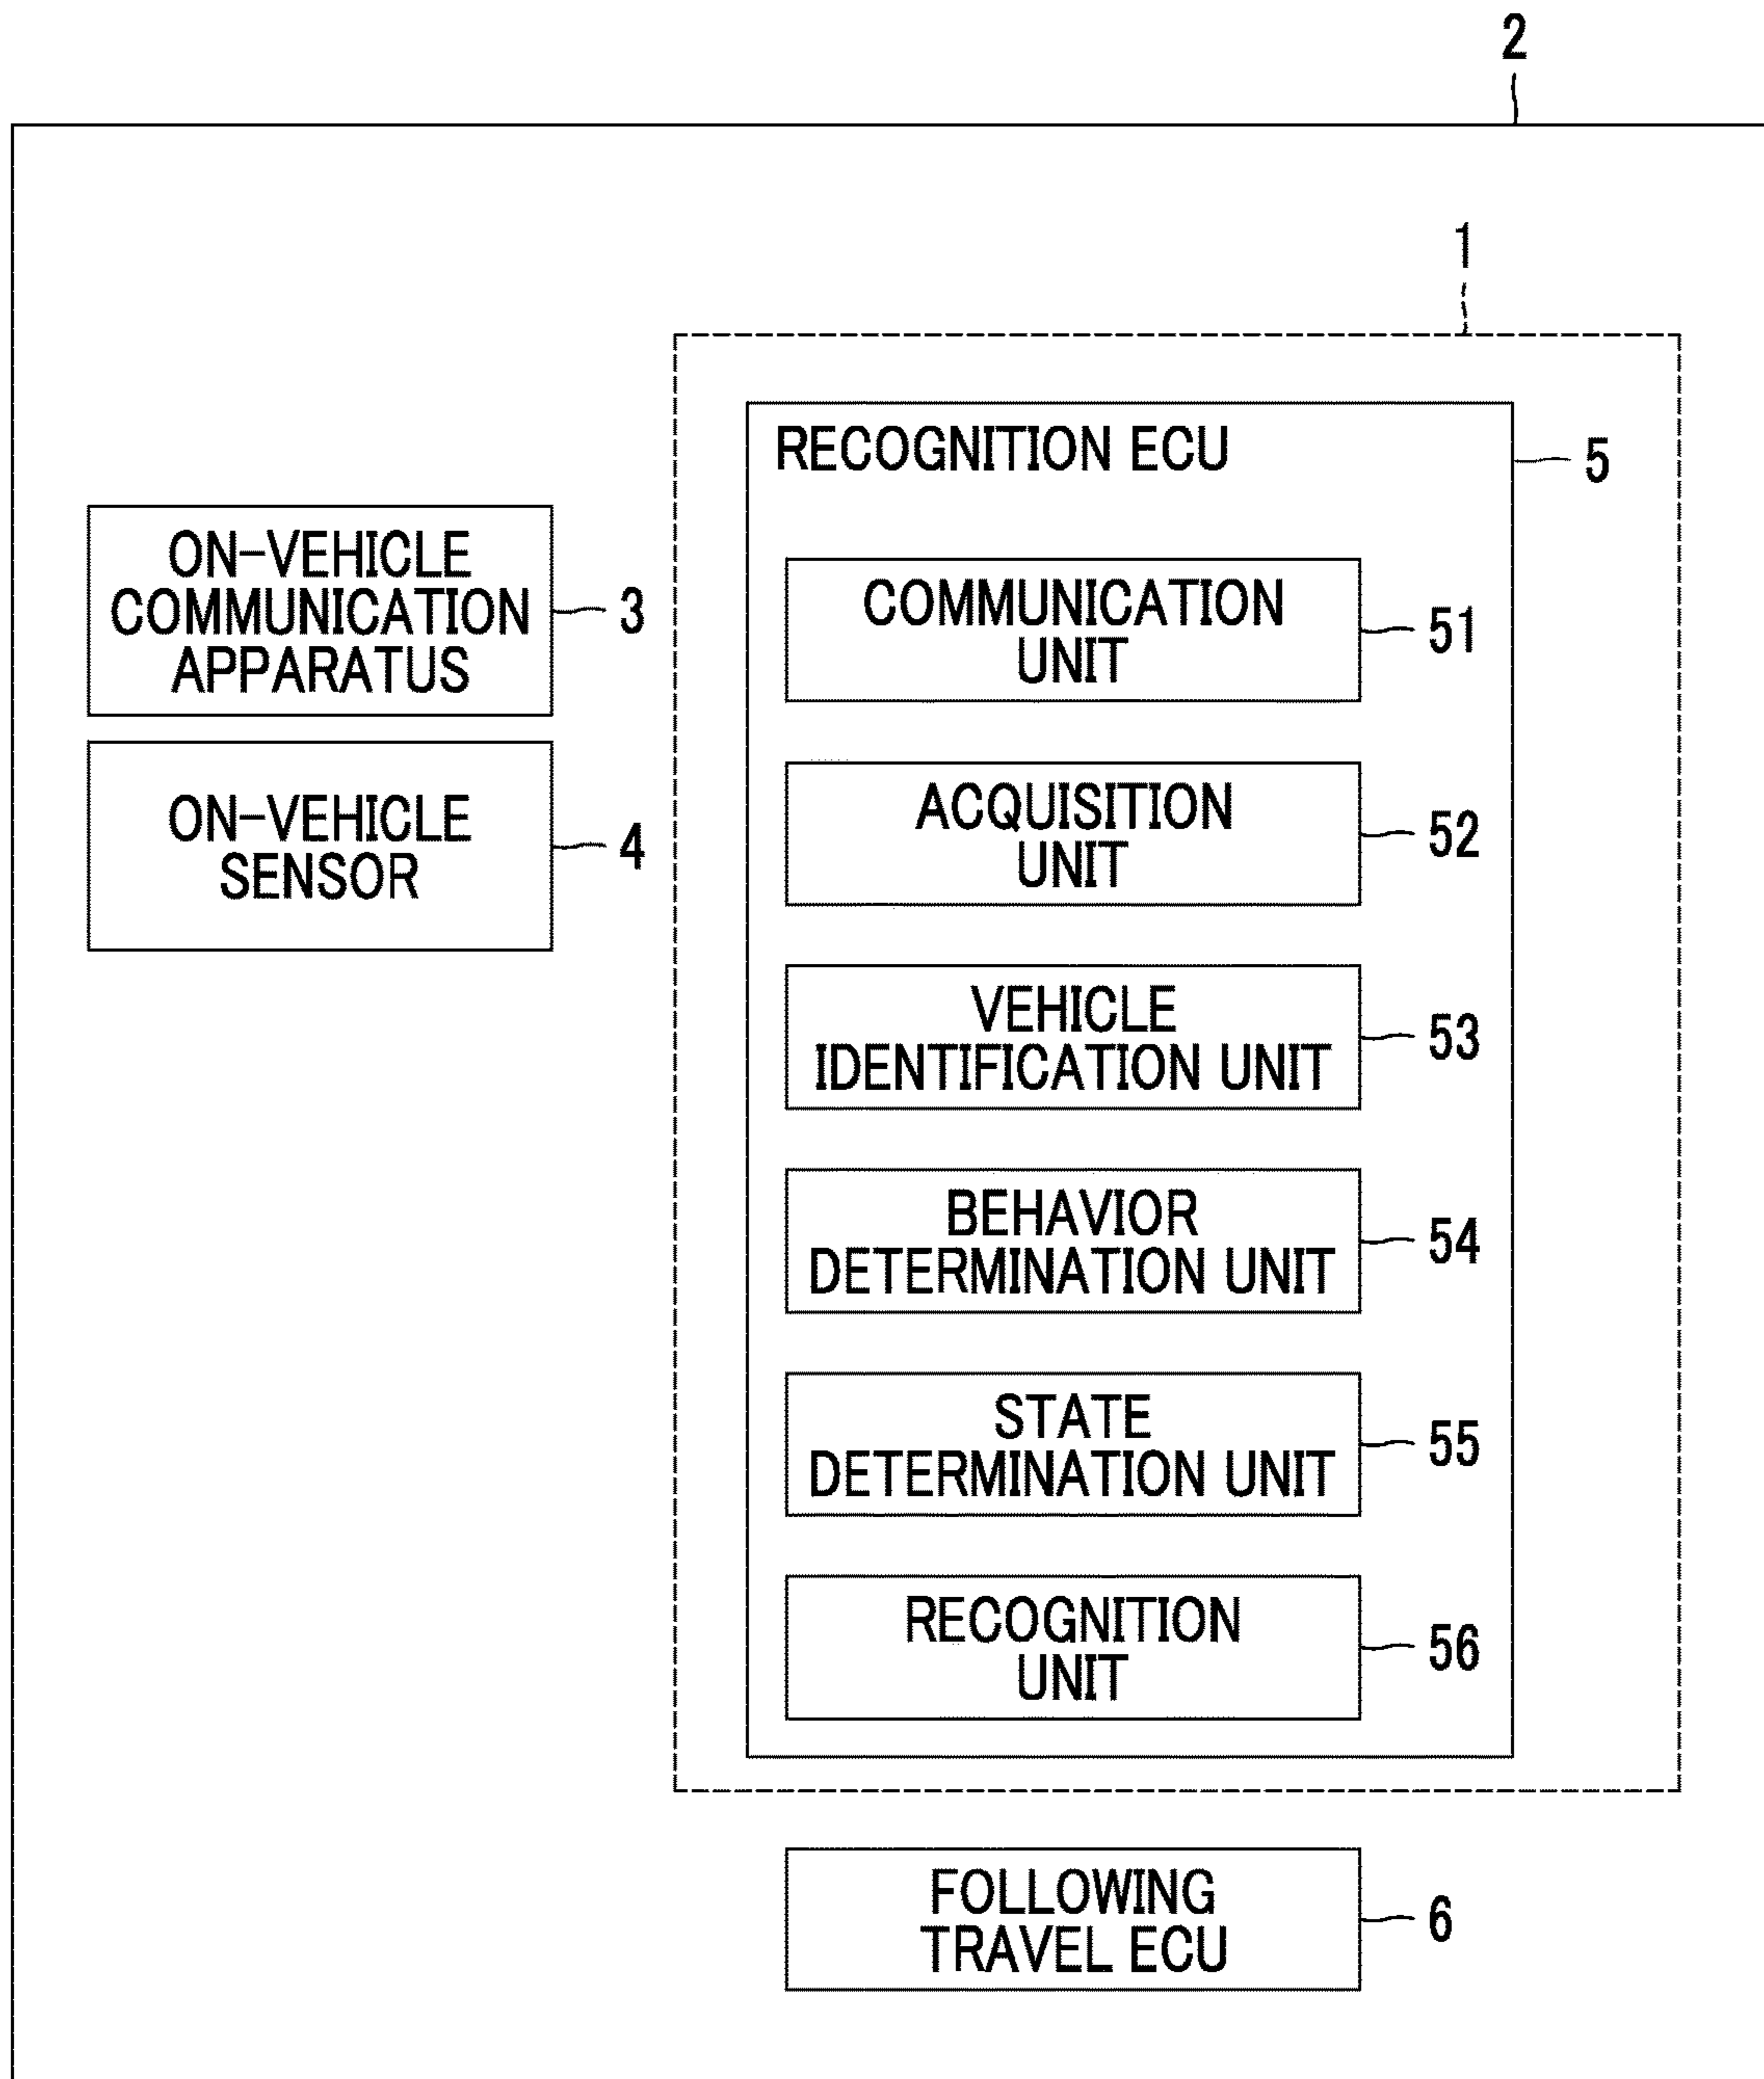 2
1
RECOGNITION ECU
5
ON-VEHICLE
COMMUNICATION
APPARATUS
3
ON-VEHICLE
SENSOR
4
COMMUNICATION
UNIT
51
ACQUISITION
UNIT
52
VEHICLE
IDENTIFICATION UNIT
53
BEHAVIOR
DETERMINATION UNIT
54
STATE
DETERMINATION UNIT
55
RECOGNITION
UNIT
56
FOLLOWING
TRAVEL ECU
6